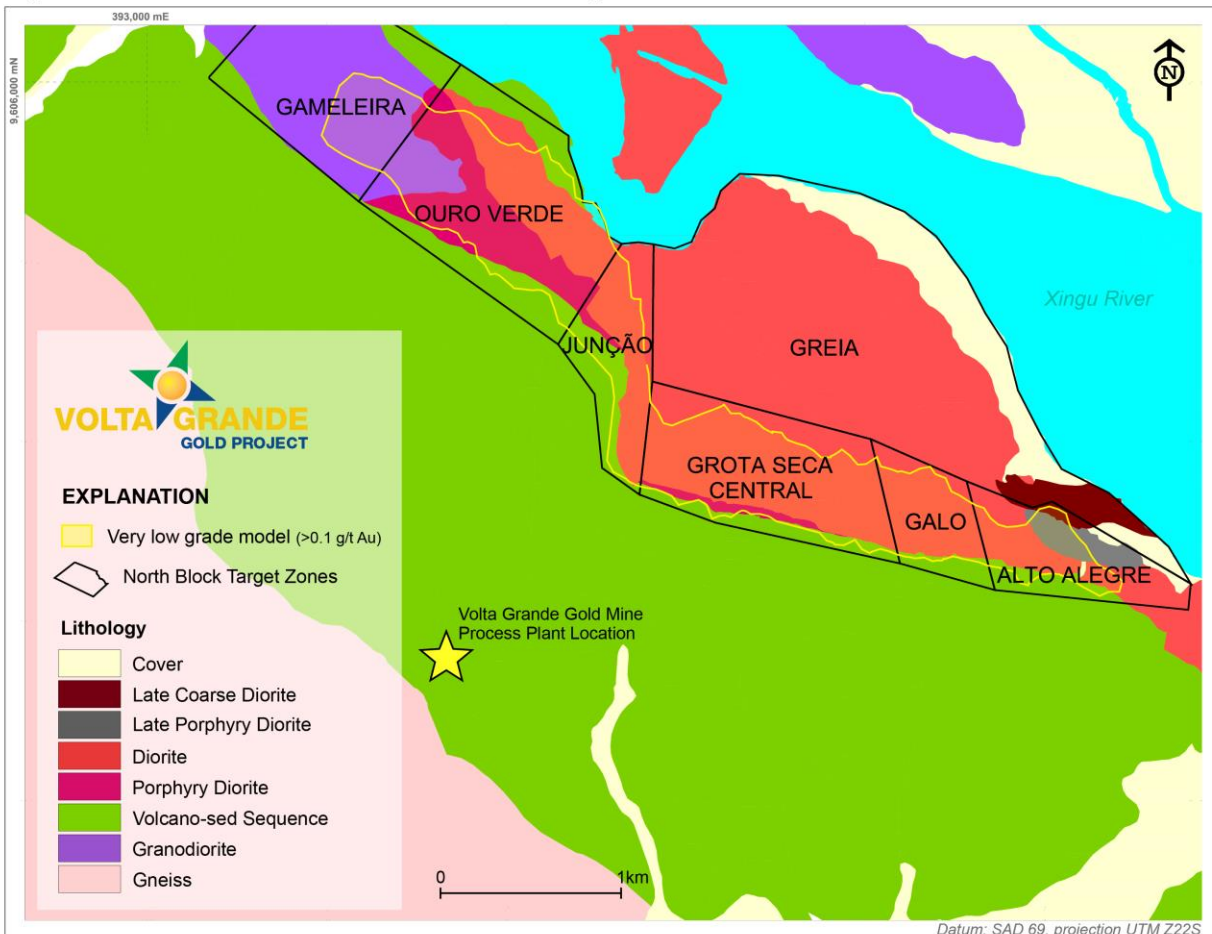 393,000 mE
9,606,000 mN
N
GAMELEIRA
OURO VERDE
JUNÇÃO
GREIA
Xingu River
GROTA SECA
CENTRAL
GALO
ALTO ALEGRE
VOLTA GRANDE
GOLD PROJECT
EXPLANATION
Very low grade model (>0.1 g/t Au)
North Block Target Zones
Lithology
Cover
Late Coarse Diorite
Late Porphyry Diorite
Diorite
Porphyry Diorite
Volcano-sed Sequence
Granodiorite
Gneiss
Volta Grande Gold Mine
Process Plant Location
0 1km
Datum: SAD 69, projection UTM Z22S